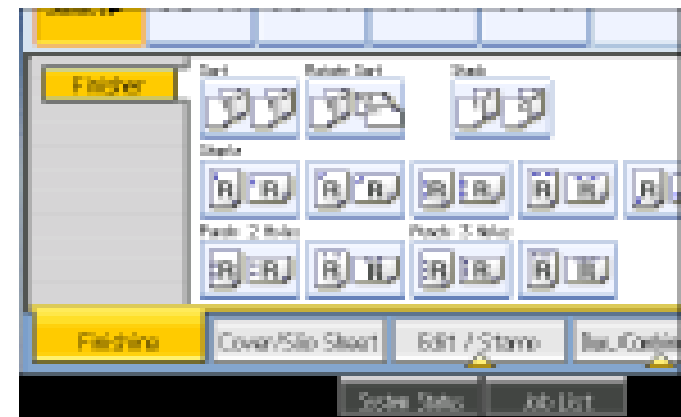 Finisher
Sort Rotate Sort Stack
Staple
Punch: 2 Holes Punch: 3 Holes
Finishing Cover/Slip Sheet Edit / Stamp
System Status Job List